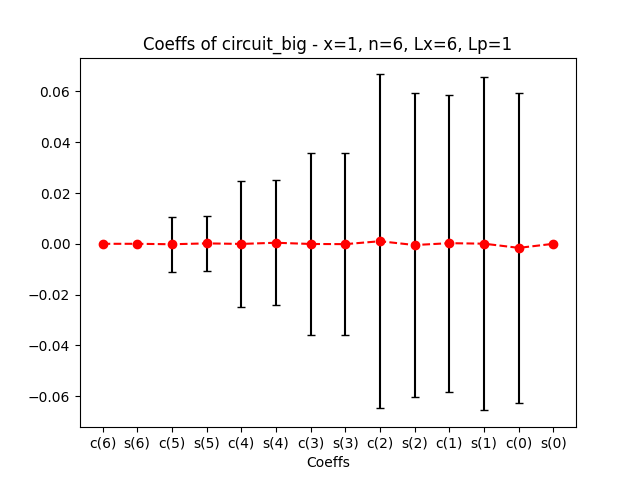 Coeffs of circuit_big - x=1, n=6, Lx=6, Lp=1
0.06
0.04
0.02
0.00
−0.02
−0.04
−0.06
c(6) s(6) c(5) s(5) c(4) s(4) c(3) s(3) c(2) s(2) c(1) s(1) c(0) s(0)
Coeffs